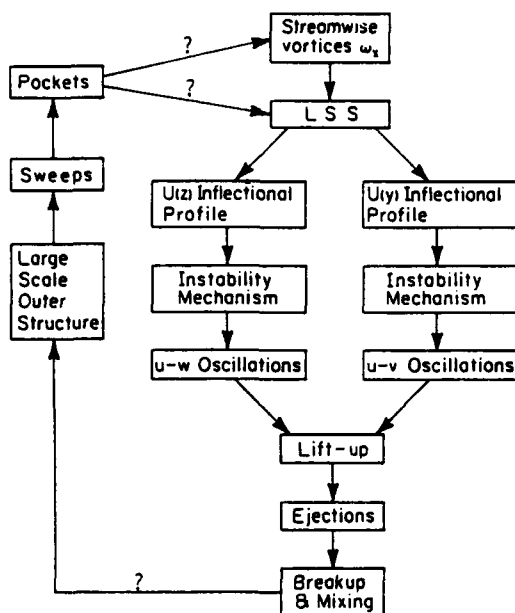 Streamwise
vortices ωx
?
Pockets
?
L S S
Sweeps
U(z) Inflectional
Profile
U(y) Inflectional
Profile
Large
Scale
Outer
Structure
Instability
Mechanism
Instability
Mechanism
u-w Oscillations
u-v Oscillations
Lift-up
Ejections
?
Breakup
& Mixing